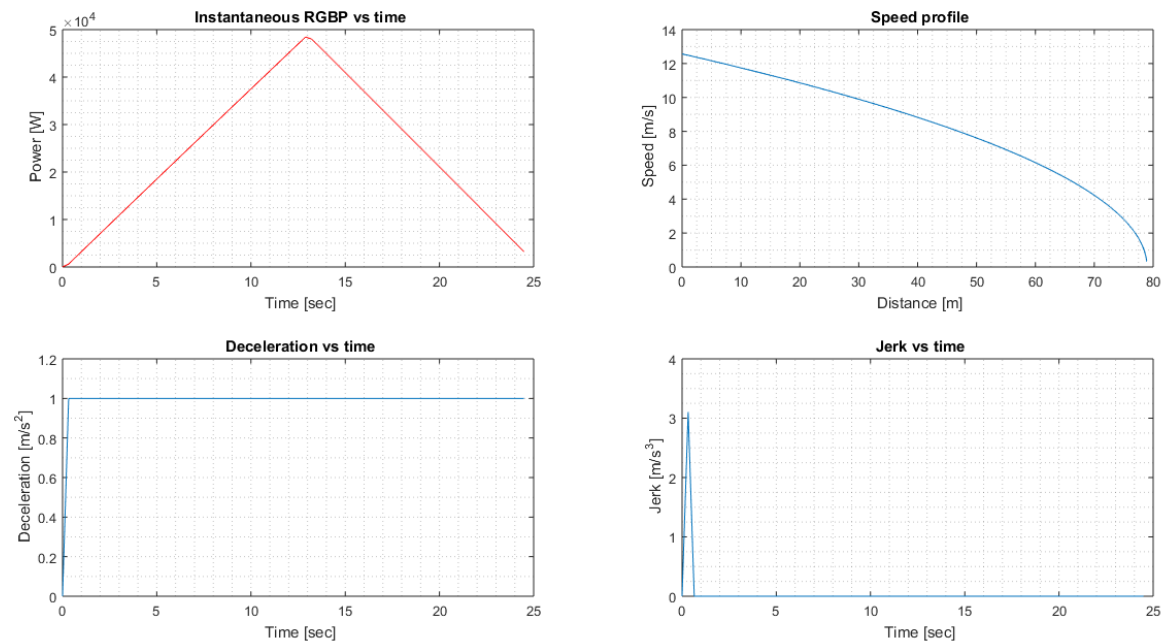 Instantaneous RGBP vs time
×10⁴
5
4
3
2
1
0
Power [W]
0 5 10 15 20 25
Time [sec]
Speed profile
14
12
10
8
6
4
2
0
Speed [m/s]
0 10 20 30 40 50 60 70 80
Distance [m]
Deceleration vs time
1.2
1
0.8
0.6
0.4
0.2
0
Deceleration [m/s²]
0 5 10 15 20 25
Time [sec]
Jerk vs time
4
3
2
1
0
Jerk [m/s³]
0 5 10 15 20 25
Time [sec]